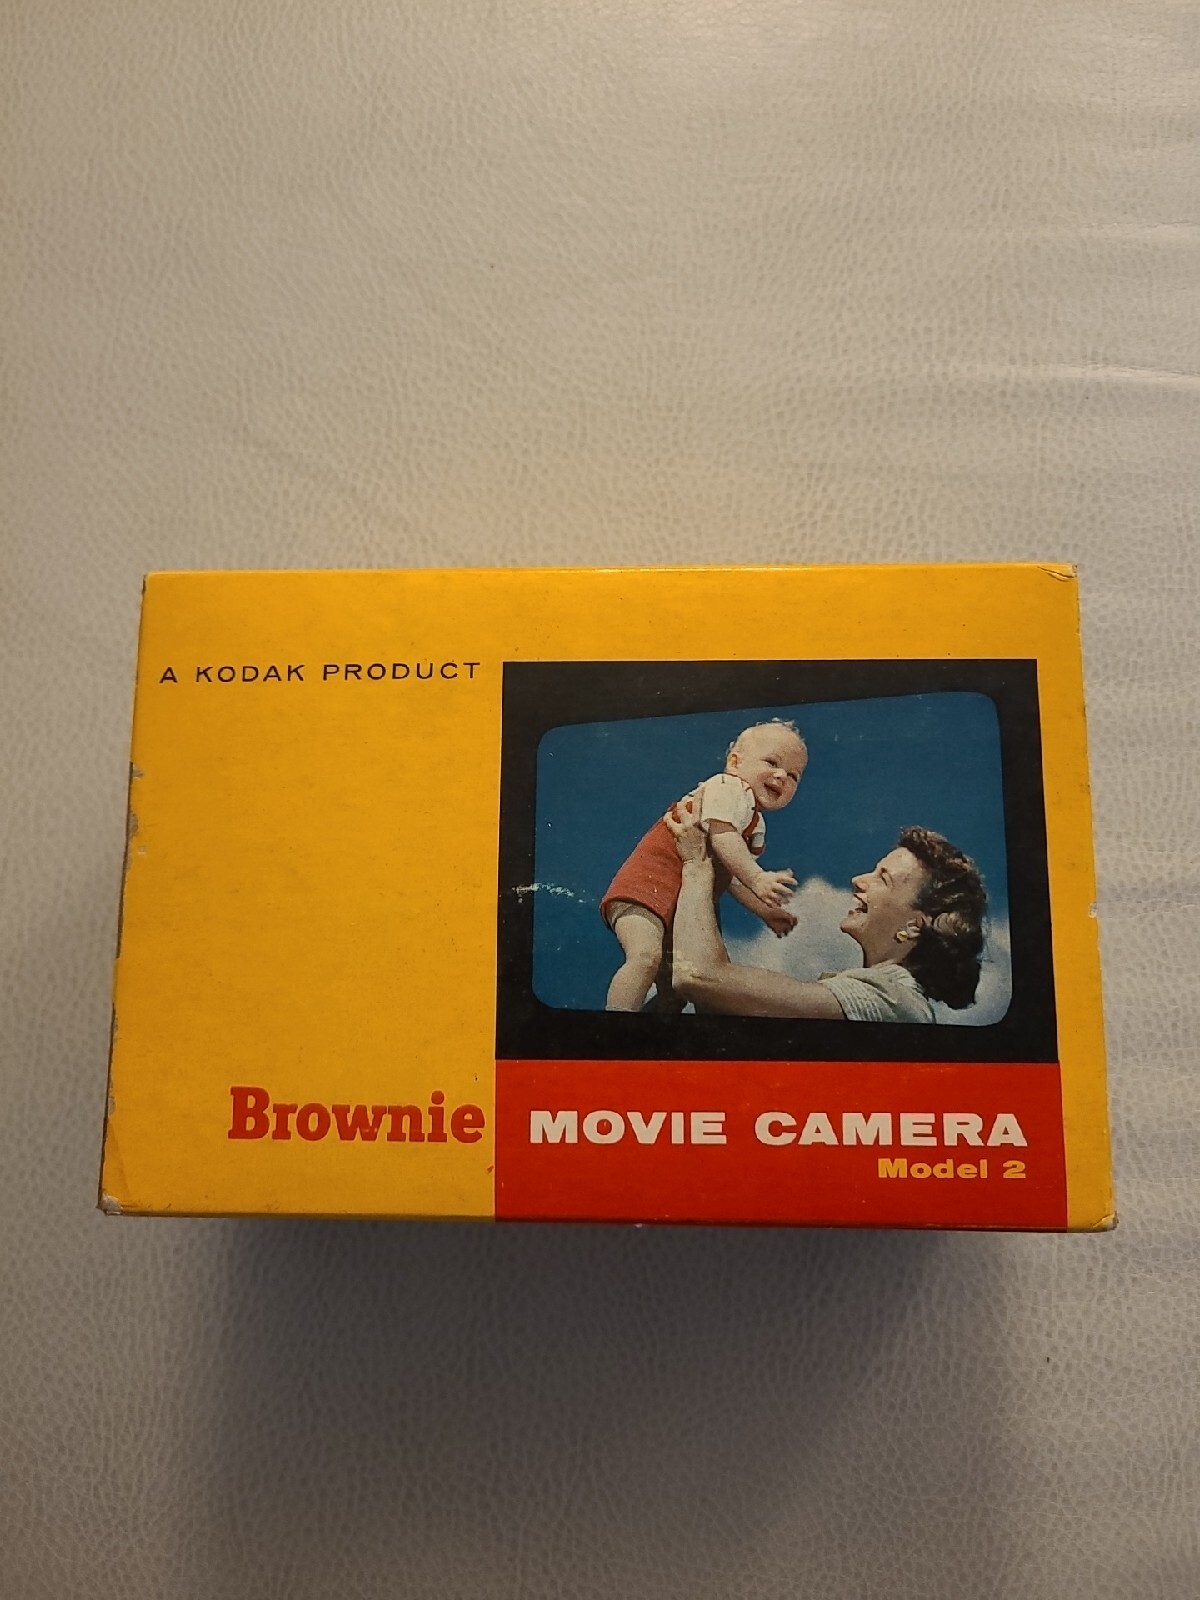 A KODAK PRODUCT
Brownie MOVIE CAMERA
Model 2